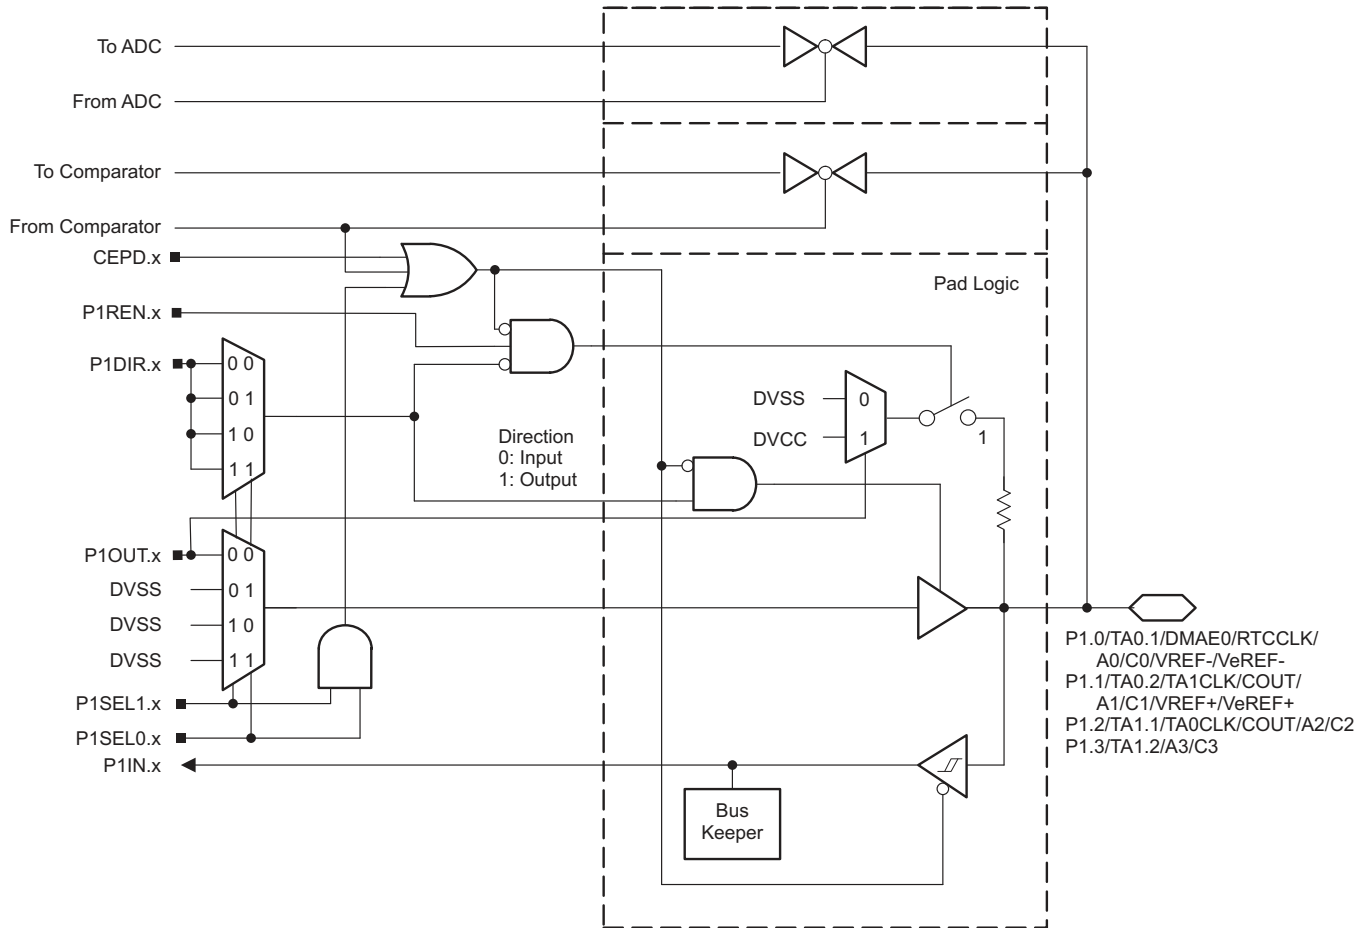 To ADC
From ADC
To Comparator
From Comparator
CEPD.x
Pad Logic
P1REN.x
P1DIR.x
0 0
0 1
1 0
1 1
DVSS
0
DVCC
1
1
Direction
0: Input
1: Output
P1OUT.x
0 0
DVSS
0 1
DVSS
1 0
DVSS
1 1
P1SEL1.x
P1SEL0.x
P1IN.x
Bus
Keeper
P1.0/TA0.1/DMAE0/RTCCLK/
A0/C0/VREF-/VeREF-
P1.1/TA0.2/TA1CLK/COUT/
A1/C1/VREF+/VeREF+
P1.2/TA1.1/TA0CLK/COUT/A2/C2
P1.3/TA1.2/A3/C3